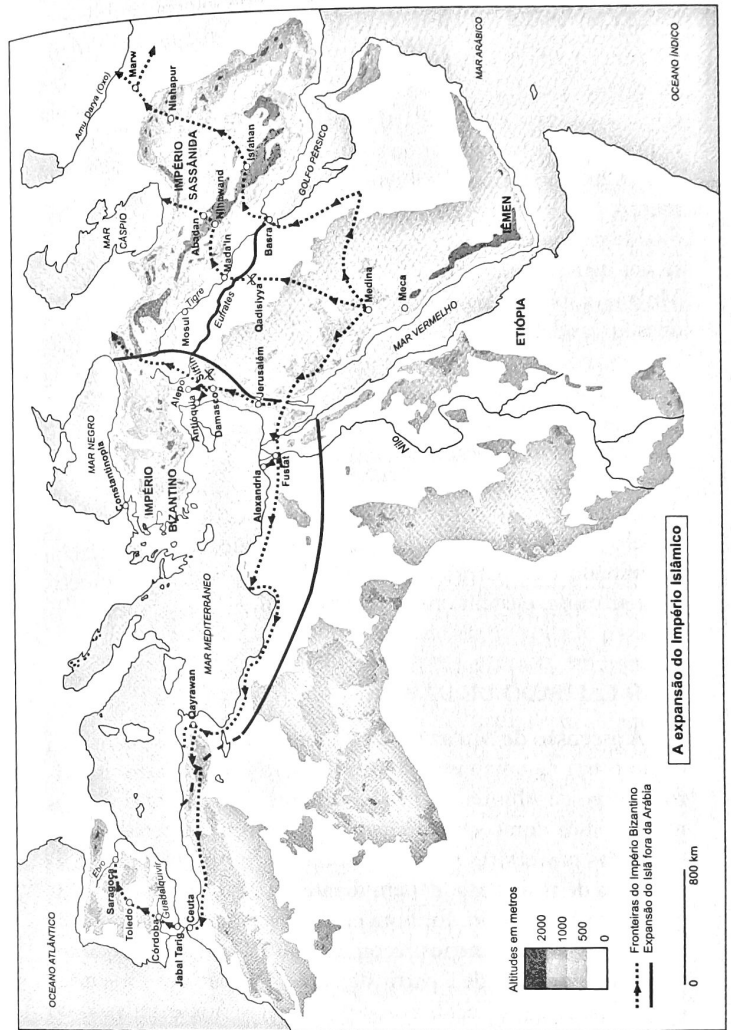 OCEANO ATLÂNTICO
Ebro
Saragoça
Toledo
Córdoba
Guadalquivir
Jabal Tariq
Ceuta
Qayrawan
MAR MEDITERRÂNEO
MAR NEGRO
Constantinopla
IMPÉRIO
BIZANTINO
Alepo
Antióquia
Siffin
Damasco
Jerusalém
Alexandria
Fustat
NILO
Mosul
Tigre
Eufrates
MAR
CÁSPIO
Amu Darya (Oxo)
Marw
Nishapur
IMPÉRIO
SASSÂNIDA
Abadan
Nihawand
Mada'in
Isfahan
Basra
Qadisiyya
GOLFO PÉRSICO
Medina
Meca
MAR VERMELHO
IÊMEN
ETIÓPIA
MAR ARÁBICO
OCEANO ÍNDICO
Altitudes em metros
2000
1000
500
0
Fronteiras do Império Bizantino
Expansão do Islã fora da Arábia
0 800 km
A expansão do Império Islâmico